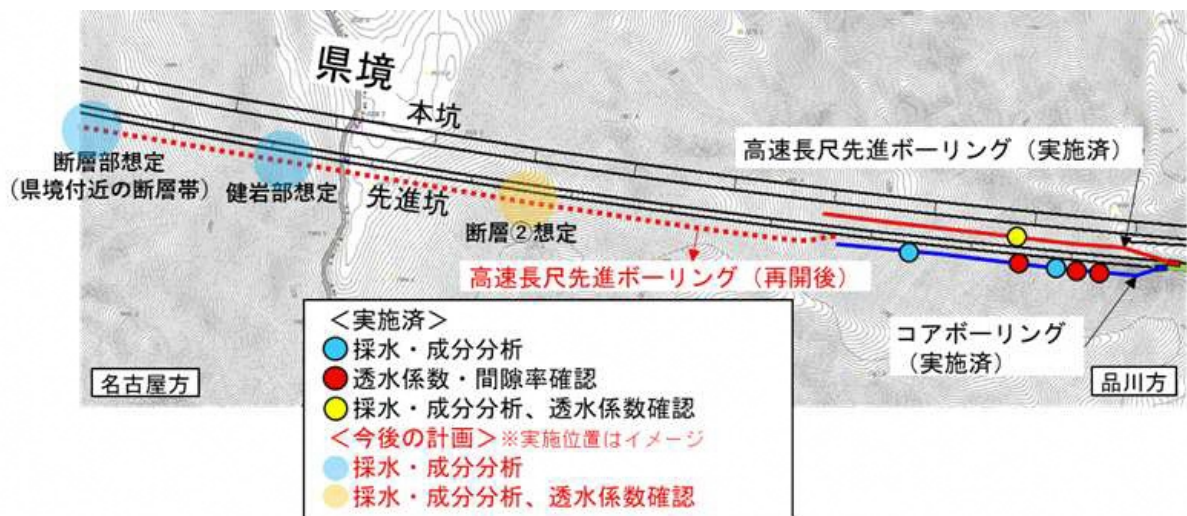 県境
本坑
高速長尺先進ボーリング（実施済）
断層部想定
（県境付近の断層帯）
健岩部想定
先進坑
断層②想定
高速長尺先進ボーリング（再開後）
コアボーリング
（実施済）
名古屋方
品川方
＜実施済＞
採水・成分分析
透水係数・間隙率確認
採水・成分分析、透水係数確認
＜今後の計画＞※実施位置はイメージ
採水・成分分析
採水・成分分析、透水係数確認